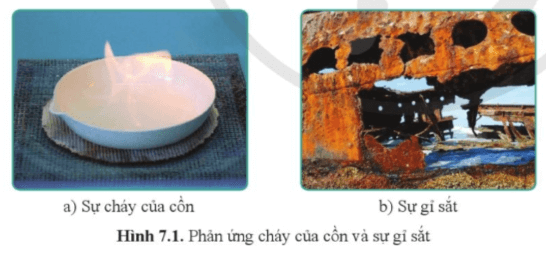 a) Sự cháy của cồn
b) Sự gỉ sắt
Hình 7.1. Phản ứng cháy của cồn và sự gỉ sắt